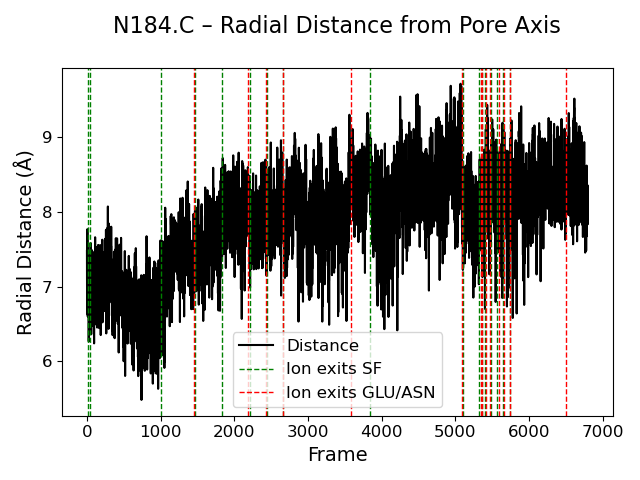 N184.C – Radial Distance from Pore Axis
Radial Distance (Å)
9
8
7
6
Distance
Ion exits SF
Ion exits GLU/ASN
0 1000 2000 3000 4000 5000 6000 7000
Frame